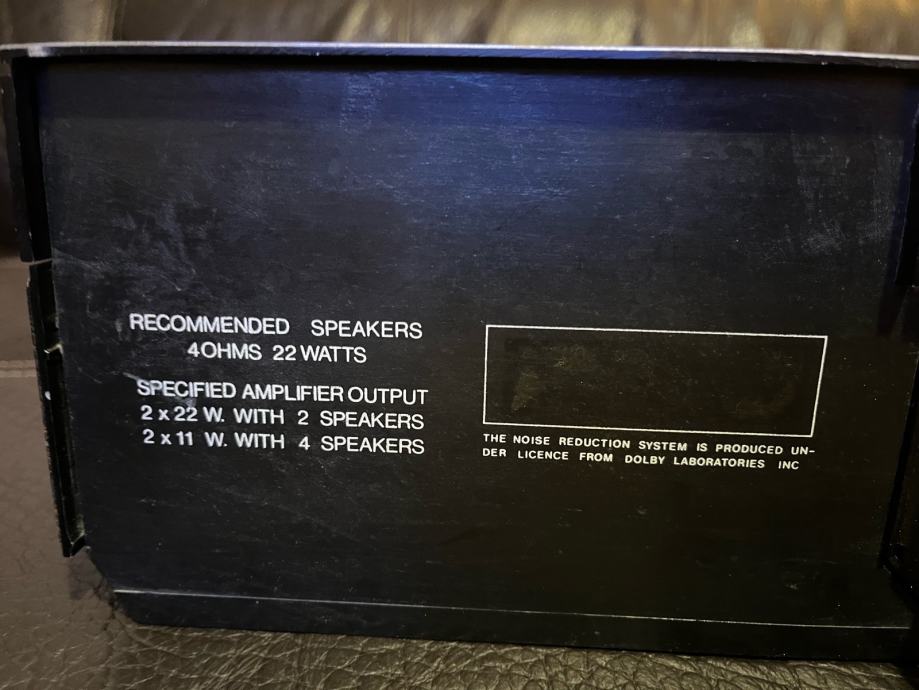 RECOMMENDED SPEAKERS
4OHMS 22 WATTS
SPECIFIED AMPLIFIER OUTPUT
2 x 22 W. WITH 2 SPEAKERS
2 x 11 W. WITH 4 SPEAKERS
THE NOISE REDUCTION SYSTEM IS PRODUCED UN-
DER LICENCE FROM DOLBY LABORATORIES INC